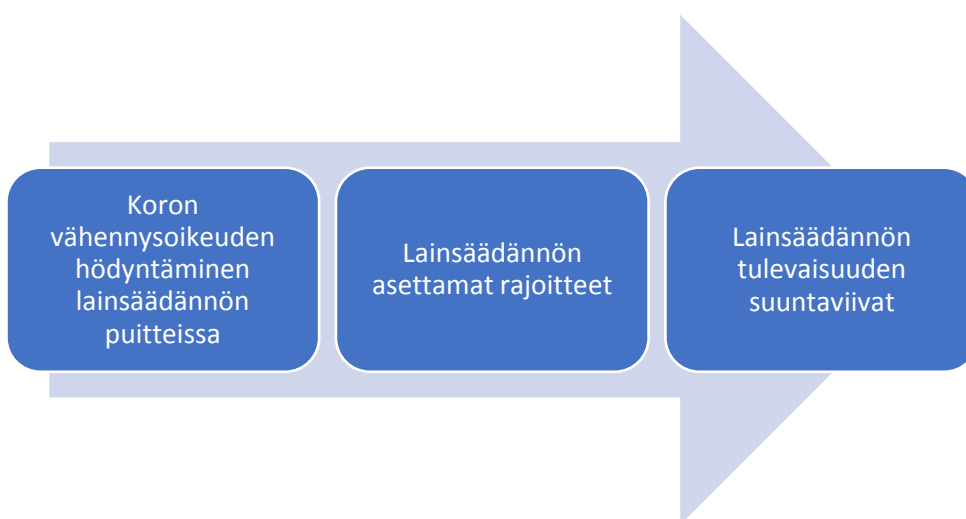 Koron
vähennysoikeuden
hödyntäminen
lainsäädännön
puitteissa
Lainsäädännön
asettamat rajoitteet
Lainsäädännön
tulevaisuuden
suuntaviivat